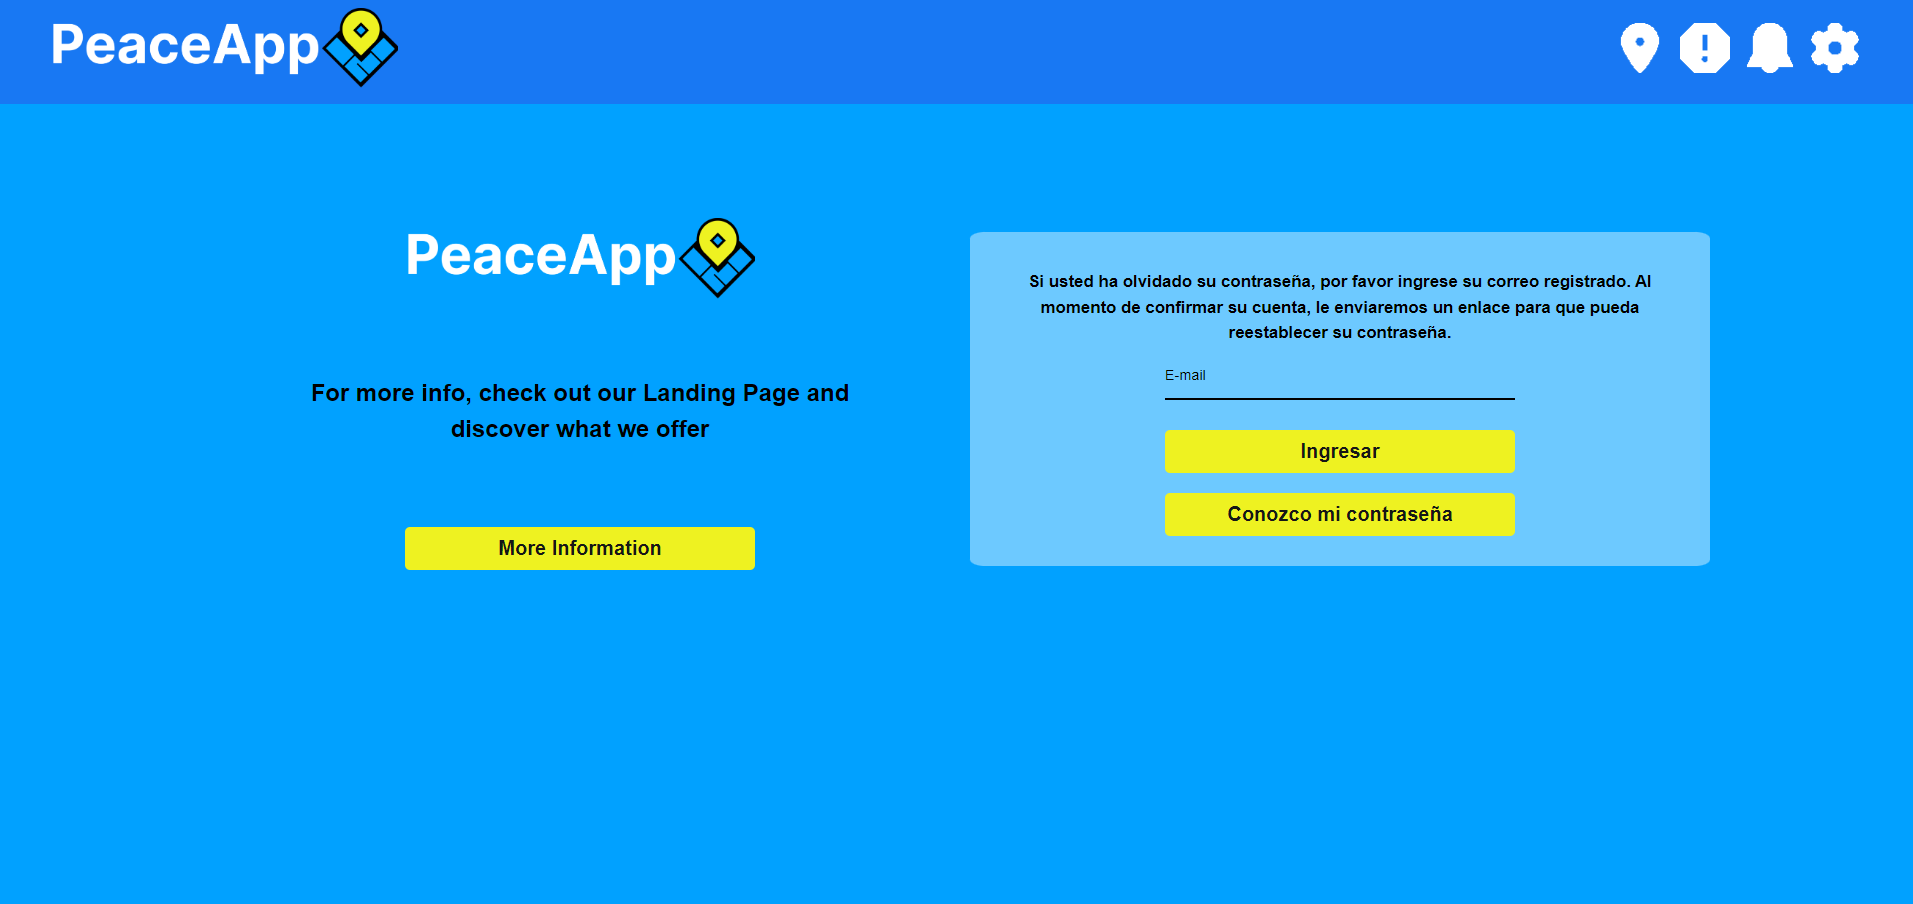 PeaceApp
PeaceApp
For more info, check out our Landing Page and
discover what we offer
More Information
Si usted ha olvidado su contraseña, por favor ingrese su correo registrado. Al
momento de confirmar su cuenta, le enviaremos un enlace para que pueda
reestablecer su contraseña.
E-mail
Ingresar
Conozco mi contraseña